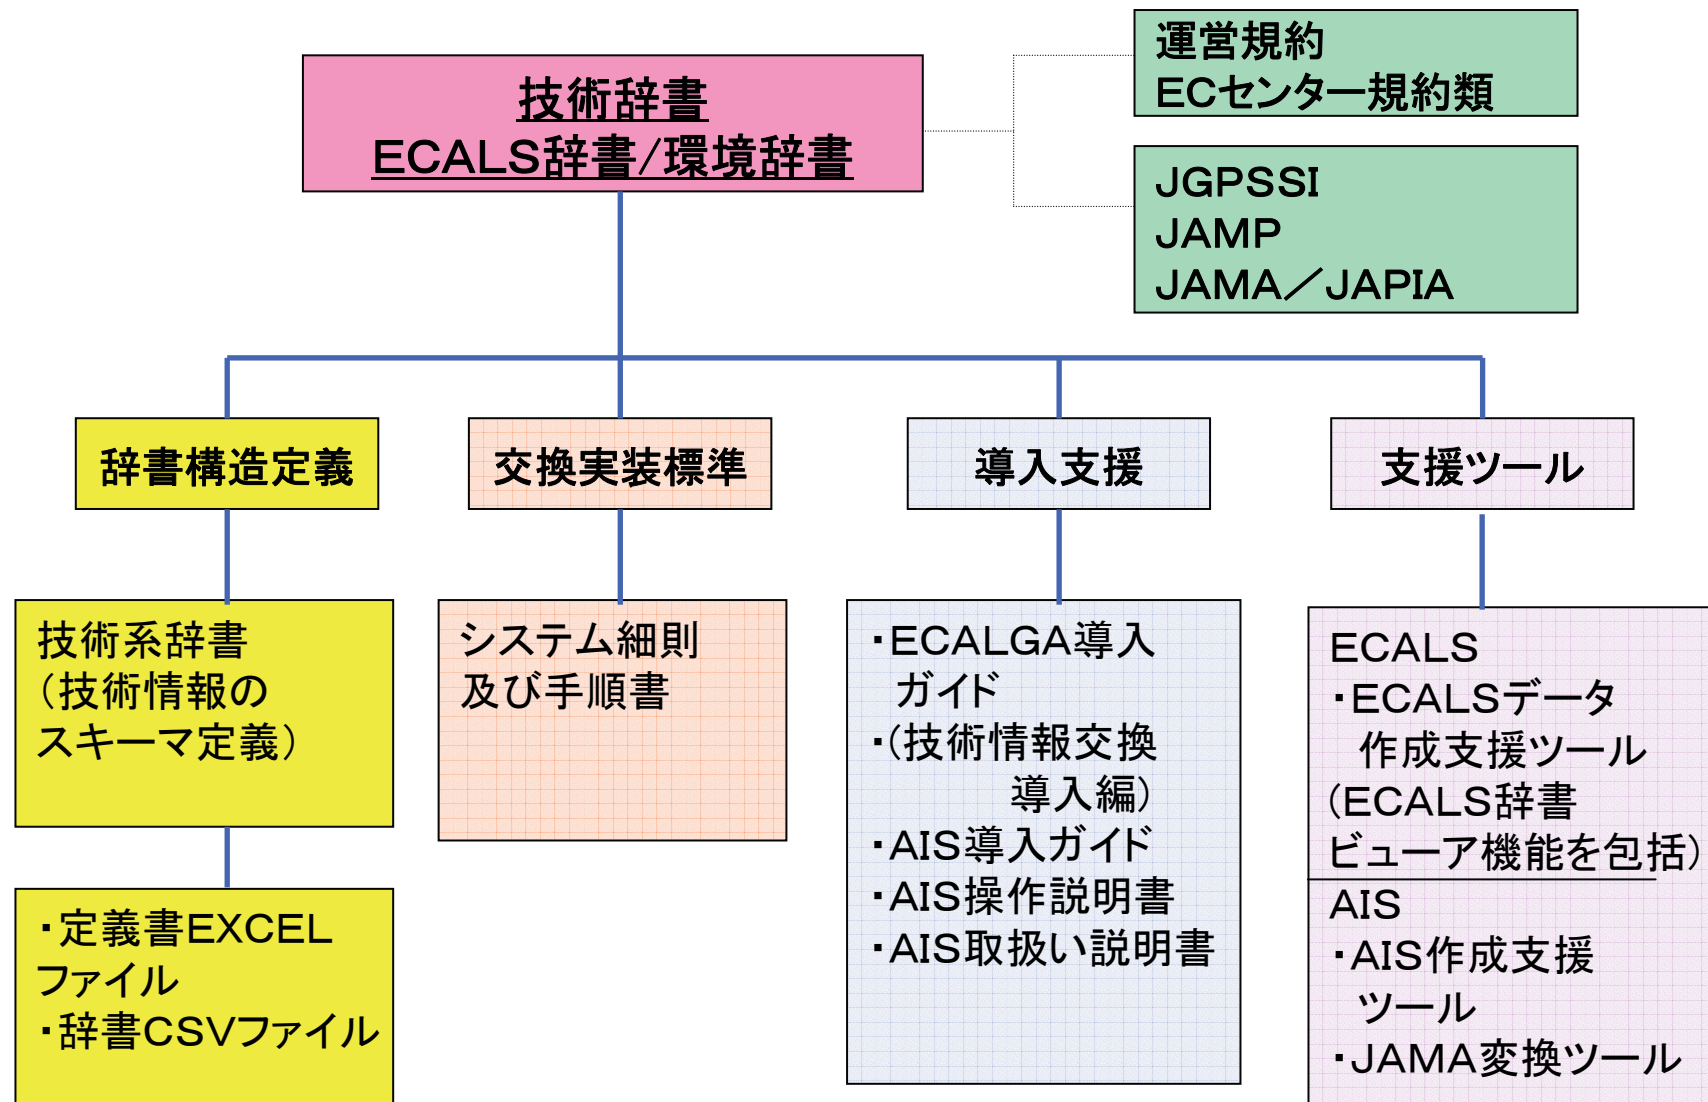 技術辞書
ECALS辞書/環境辞書
運営規約
ECセンター規約類
JGPSSI
JAMP
JAMA／JAPIA
辞書構造定義
交換実装標準
導入支援
支援ツール
技術系辞書
（技術情報の
スキーマ定義）
・定義書EXCEL
ファイル
・辞書CSVファイル
システム細則
及び手順書
・ECALGA導入
ガイド
・(技術情報交換
導入編）
・AIS導入ガイド
・AIS操作説明書
・AIS取扱い説明書
ECALS
・ECALSデータ
作成支援ツール
(ECALS辞書
ビューア機能を包括）
AIS
・AIS作成支援
ツール
・JAMA変換ツール